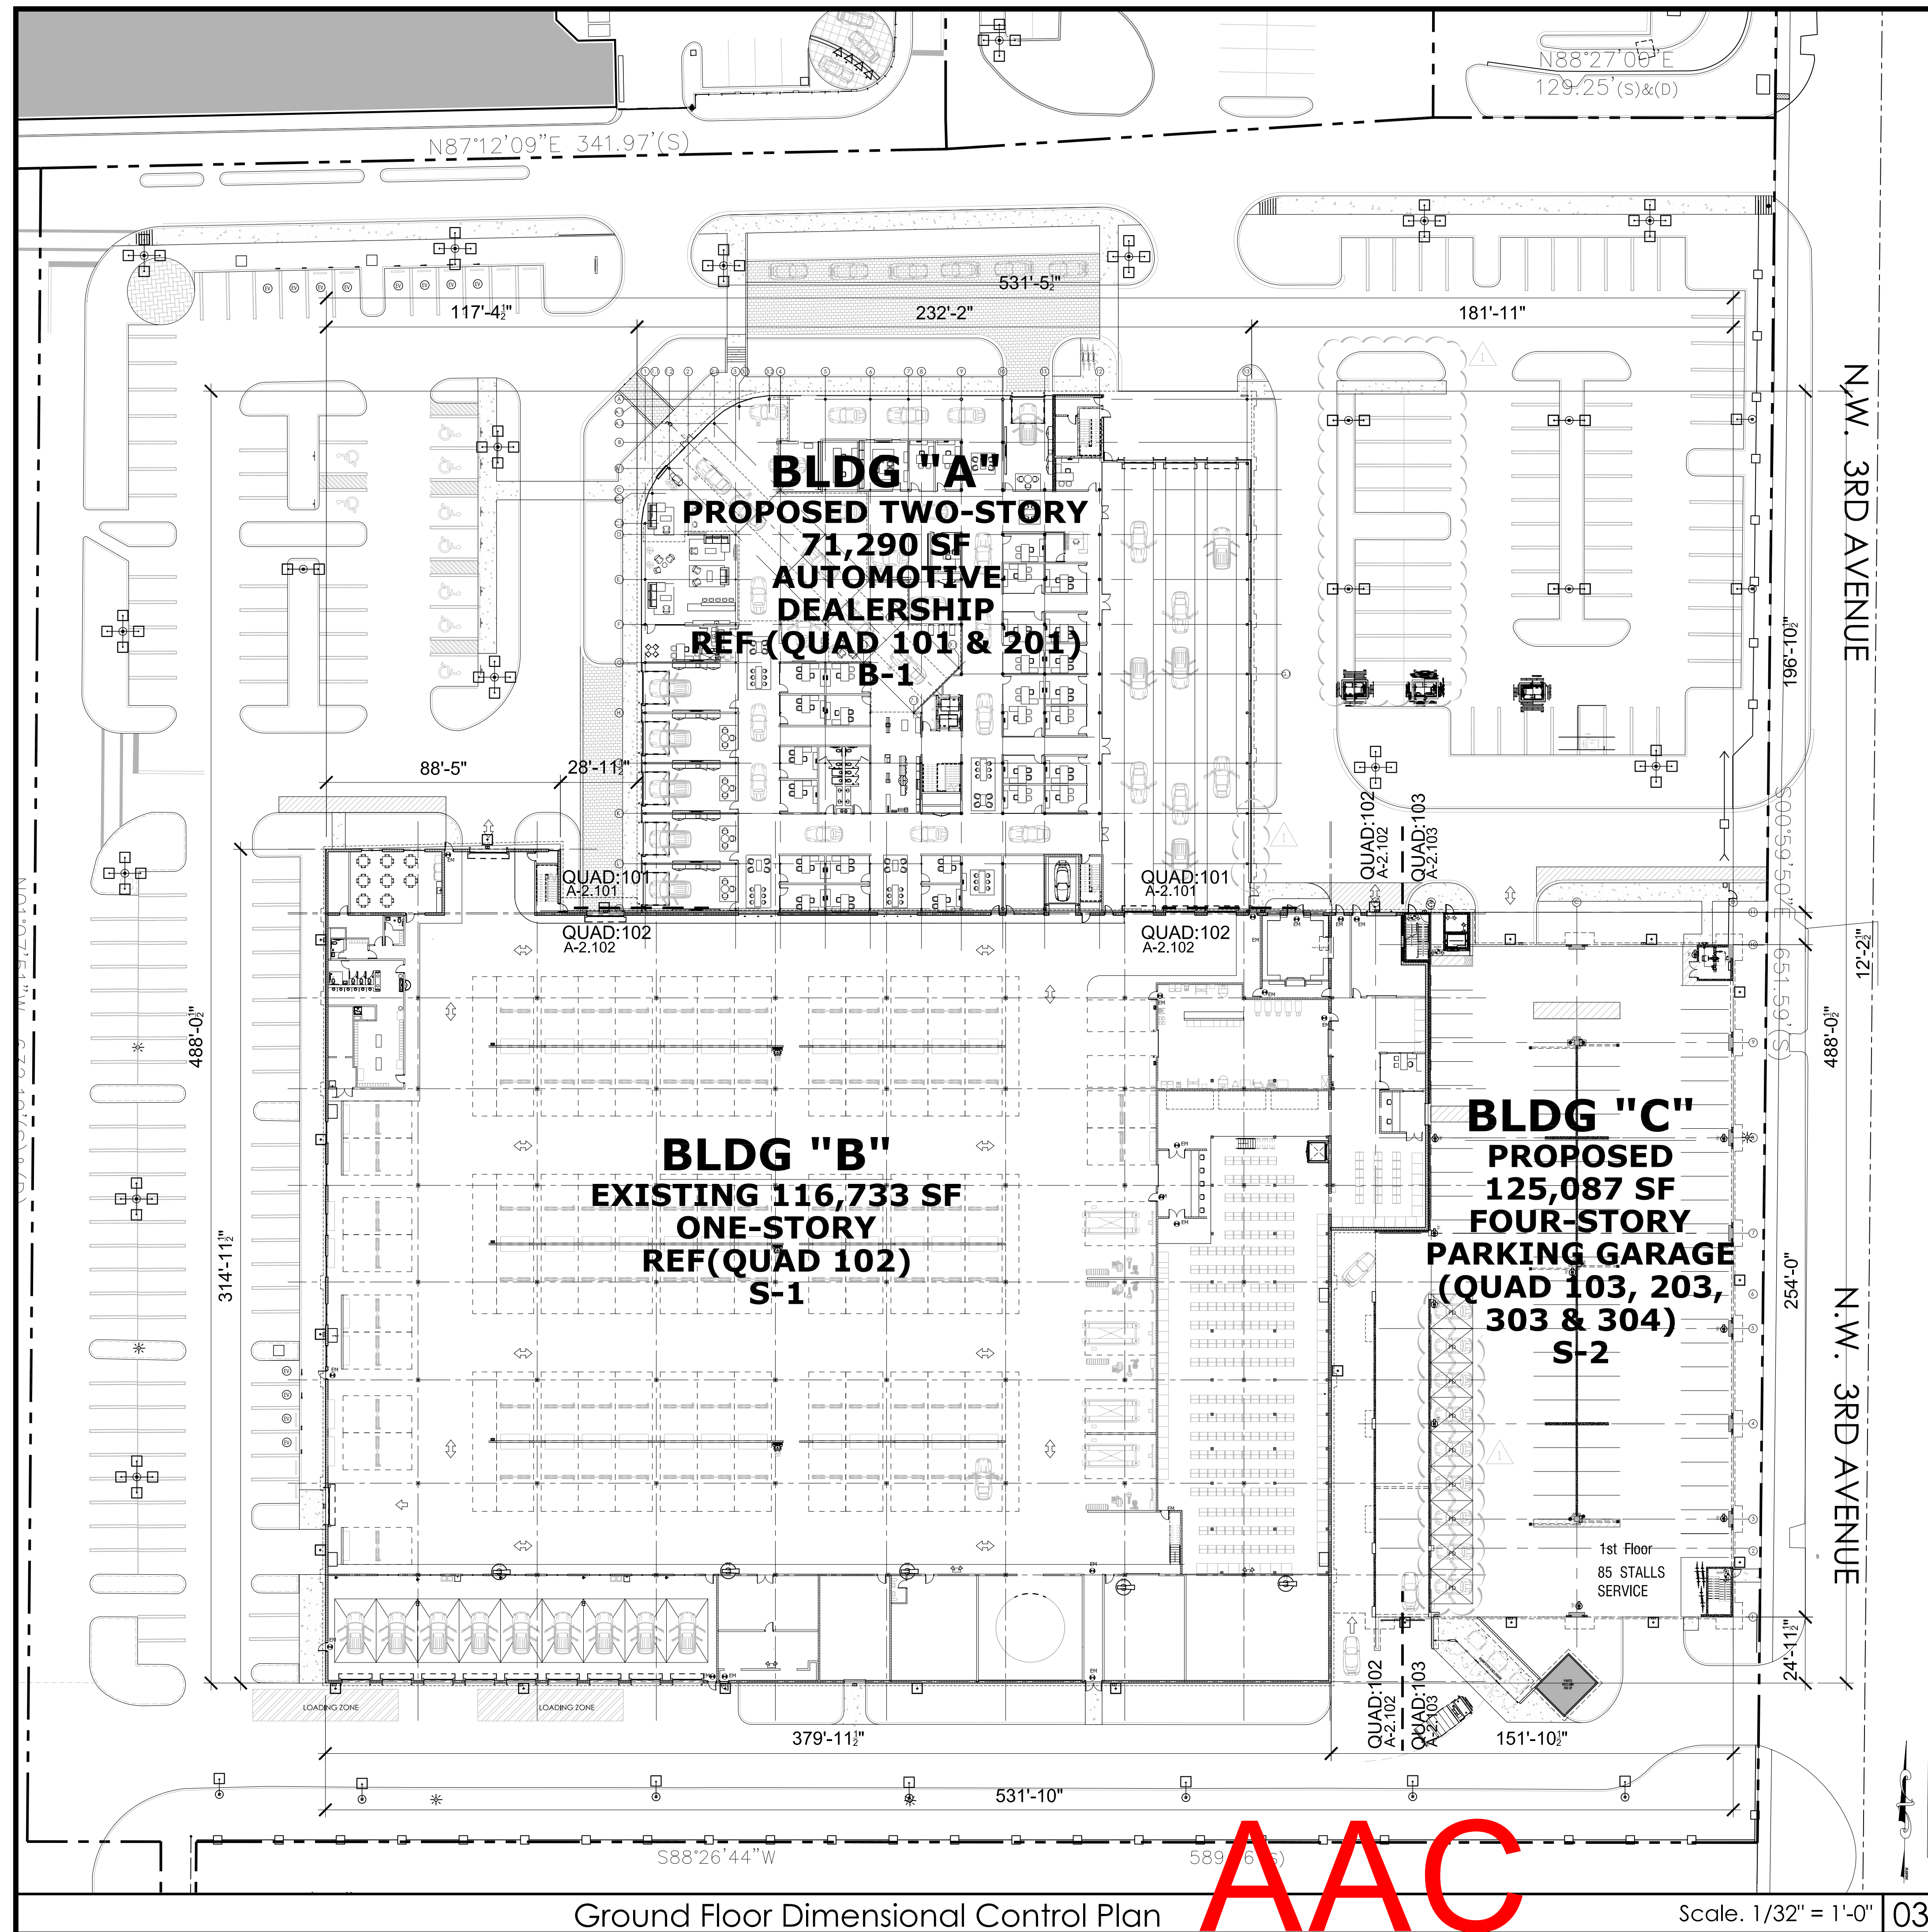 N88°27'00"E
129.25'(S)&(D)
N87°12'09"E 341.97'(S)
531'-5½"
117'-4½"
232'-2"
181'-11"
N.W. 3RD AVENUE
BLDG "A"
PROPOSED TWO-STORY
71,290 SF
AUTOMOTIVE
DEALERSHIP
REF (QUAD 101 & 201)
B-1
196'-10½"
88'-5"
28'-11½"
QUAD:102
A-2.102
QUAD:103
A-2.103
S00°59'50"E 651.59'(S)
QUAD:101
A-2.101
QUAD:101
A-2.101
QUAD:102
A-2.102
QUAD:102
A-2.102
12'-2½"
488'-0½"
488'-0½"
314'-11½"
BLDG "B"
EXISTING 116,733 SF
ONE-STORY
REF(QUAD 102)
S-1
BLDG "C"
PROPOSED
125,087 SF
FOUR-STORY
PARKING GARAGE
(QUAD 103, 203,
303 & 304)
S-2
254'-0"
N.W. 3RD AVENUE
1st Floor
85 STALLS
SERVICE
24'-11½"
LOADING ZONE
LOADING ZONE
QUAD:102
A-2.102
QUAD:103
A-2.103
379'-11½"
151'-10½"
531'-10"
S88°26'44"W
AAC
Ground Floor Dimensional Control Plan
Scale. 1/32" = 1'-0"
03